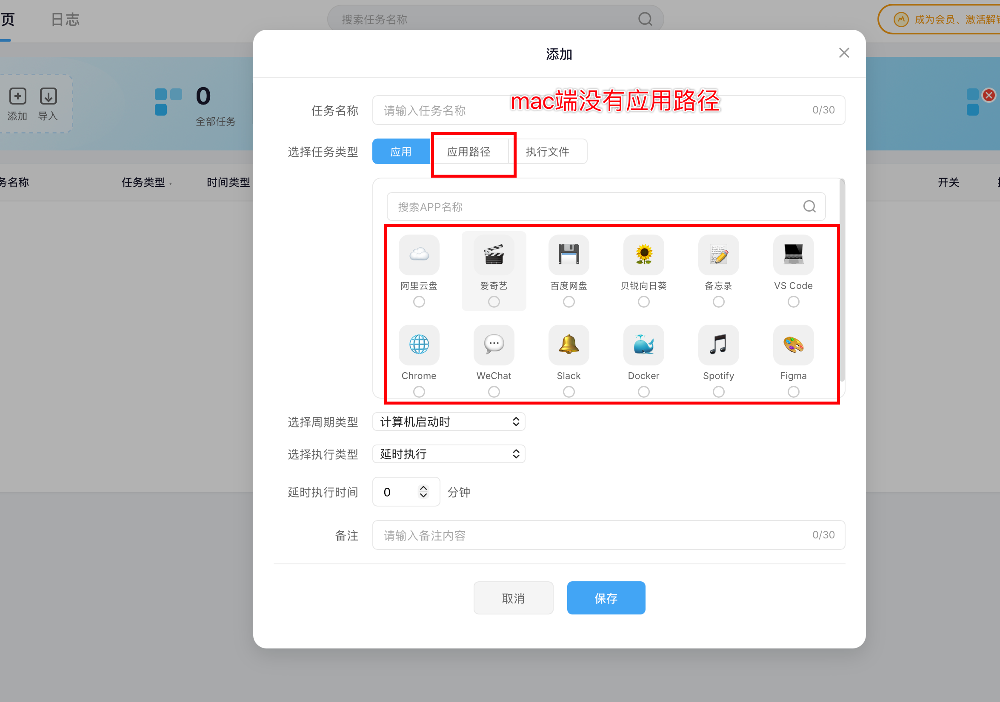 页 日志 搜索任务名称 成为会员、激活解
添加
mac端没有应用路径
任务名称 请输入任务名称 0/30
添加 导入 0 全部任务
选择任务类型 应用 应用路径 执行文件
务名称 任务类型 时间类型 开关
搜索APP名称
阿里云盘 爱奇艺 百度网盘 贝锐向日葵 备忘录 VS Code
Chrome WeChat Slack Docker Spotify Figma
选择周期类型 计算机启动时
选择执行类型 延时执行
延时执行时间 0 分钟
备注 请输入备注内容 0/30
取消 保存